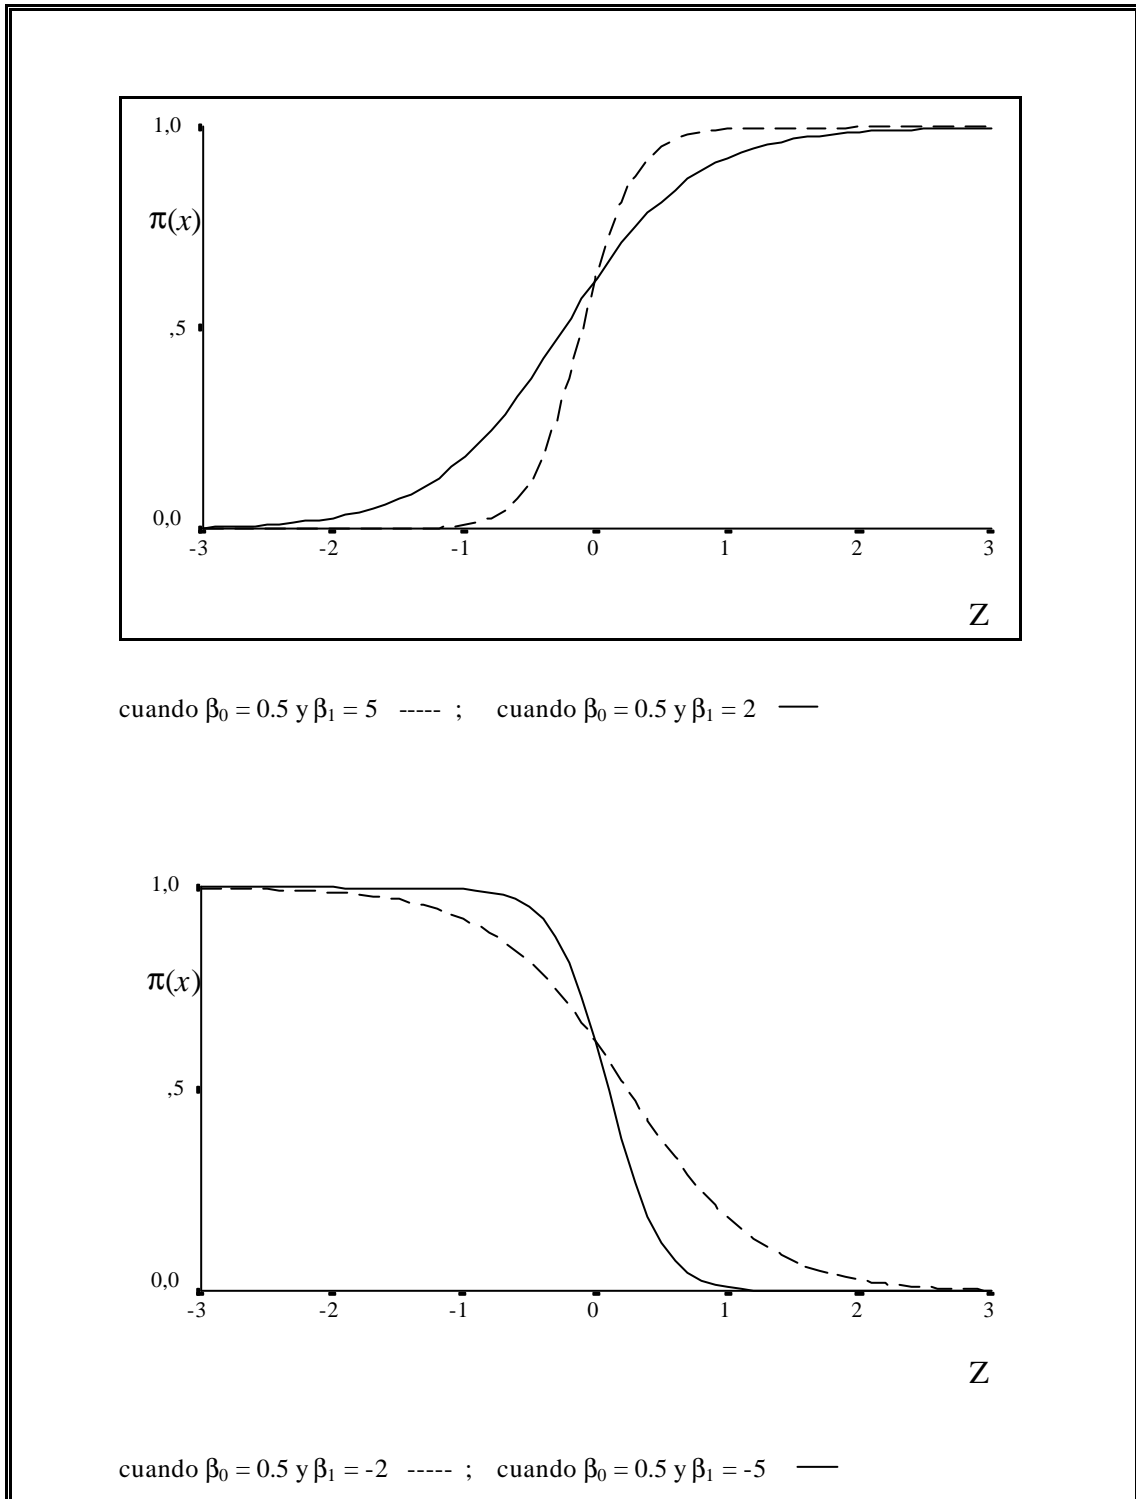 1,0
π(x)
,5
0,0
-3 -2 -1 0 1 2 3
Z
cuando β₀ = 0.5 y β₁ = 5 ----- ; cuando β₀ = 0.5 y β₁ = 2 —
1,0
π(x)
,5
0,0
-3 -2 -1 0 1 2 3
Z
cuando β₀ = 0.5 y β₁ = -2 ----- ; cuando β₀ = 0.5 y β₁ = -5 —